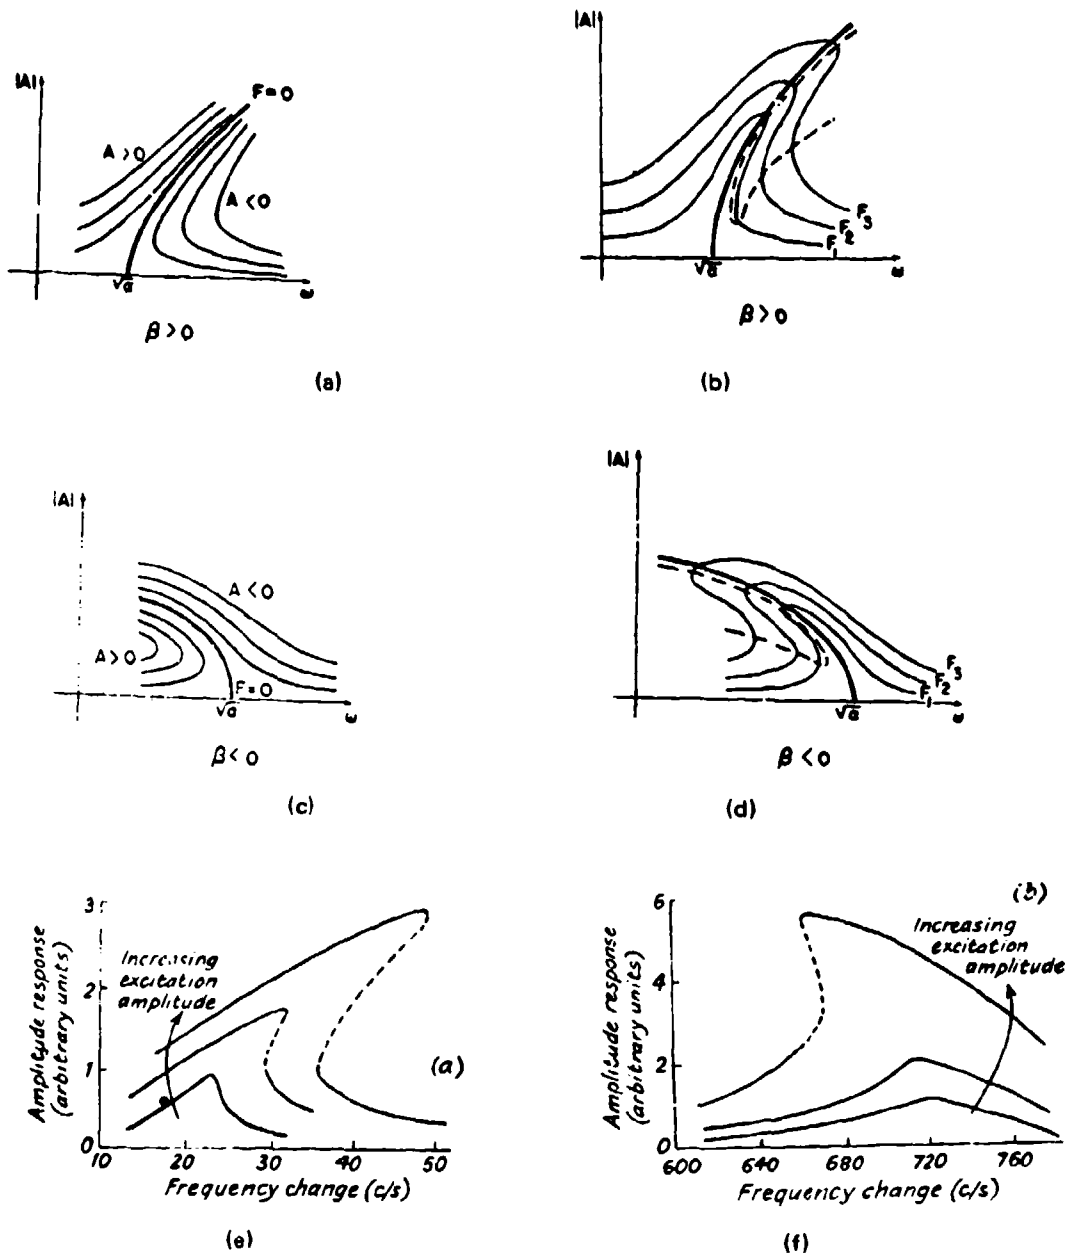 |A|
F = 0
A > 0
A < 0
√α
ω
β > 0
(a)
|A|
F₃
F₂
F₁
√α
β > 0
(b)
|A|
A < 0
A > 0
F = 0
√α
ω
β < 0
(c)
|A|
F₃
F₂
F₁
√α
ω
β < 0
(d)
3
2
1
0
Amplitude response
(arbitrary units)
Increasing
excitation
amplitude
(a)
10 20 30 40 50
Frequency change (c/s)
(e)
6
4
2
0
Amplitude response
(arbitrary units)
(b)
Increasing
excitation
amplitude
600 640 680 720 760
Frequency change (c/s)
(f)